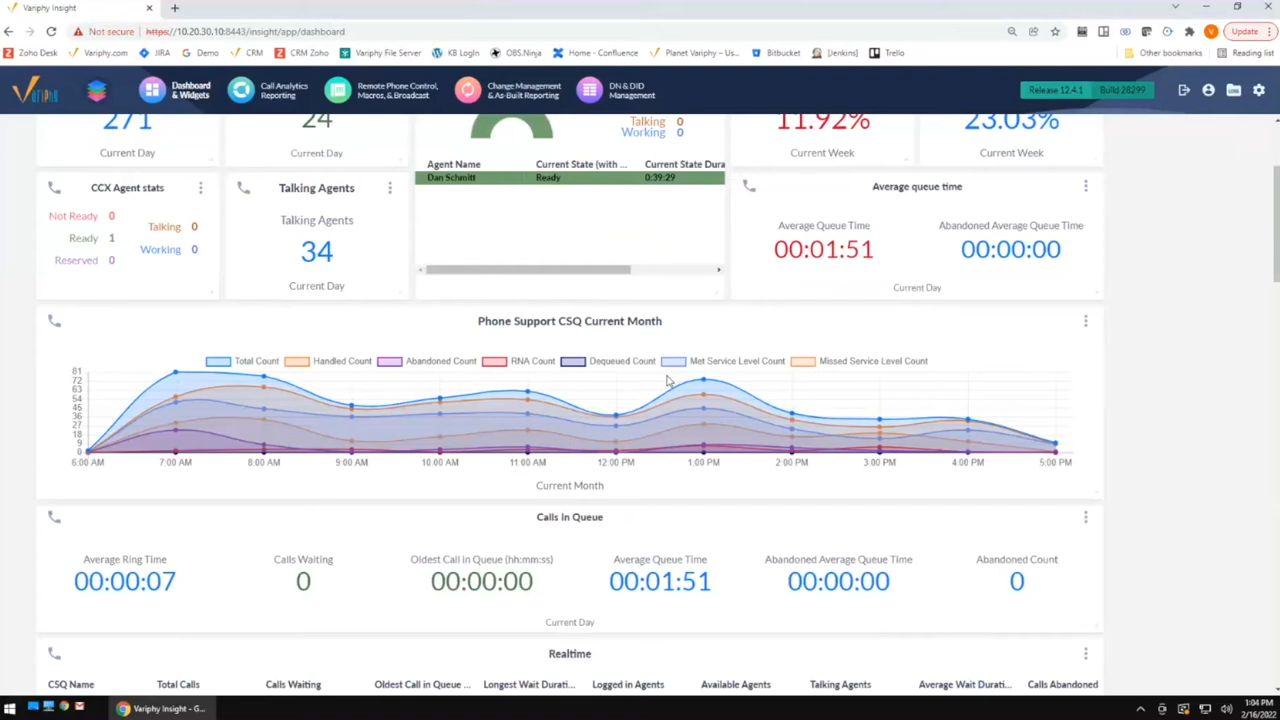 Variphy Insight
Not secure https://10.20.30.10:8443/insight/app/dashboard
Update
Zoho Desk Variphy.com JIRA Demo CRM CRM Zoho Variphy File Server KB LogIn OBS.Ninja Home - Confluence Planet Variphy – Us... Bitbucket [Jenkins] Trello Other bookmarks Reading list
Variphy
Dashboard & Widgets
Call Analytics Reporting
Remote Phone Control, Macros, & Broadcast
Change Management & As-Built Reporting
DN & DID Management
Release 12.4.1 Build 28299
271
Current Day
24
Current Day
Talking 0
Working 0
Agent Name Current State (with ... Current State Dura
Dan Schmitt Ready 0:39:29
11.92%
Current Week
23.03%
Current Week
CCX Agent stats
Not Ready 0
Ready 1
Reserved 0
Talking 0
Working 0
Talking Agents
Talking Agents
34
Current Day
Average queue time
Average Queue Time
00:01:51
Abandoned Average Queue Time
00:00:00
Current Day
Phone Support CSQ Current Month
Total Count Handled Count Abandoned Count RNA Count Dequeued Count Met Service Level Count Missed Service Level Count
81
72
63
54
45
36
27
18
9
0
6:00 AM 7:00 AM 8:00 AM 9:00 AM 10:00 AM 11:00 AM 12:00 PM 1:00 PM 2:00 PM 3:00 PM 4:00 PM 5:00 PM
Current Month
Calls In Queue
Average Ring Time
00:00:07
Calls Waiting
0
Oldest Call in Queue (hh:mm:ss)
00:00:00
Average Queue Time
00:01:51
Abandoned Average Queue Time
00:00:00
Abandoned Count
0
Current Day
Realtime
CSQ Name Total Calls Calls Waiting Oldest Call in Queue ... Longest Wait Durati... Logged in Agents Available Agents Talking Agents Average Wait Durati... Calls Abandoned
Variphy Insight - G...
1:04 PM
2/16/2022